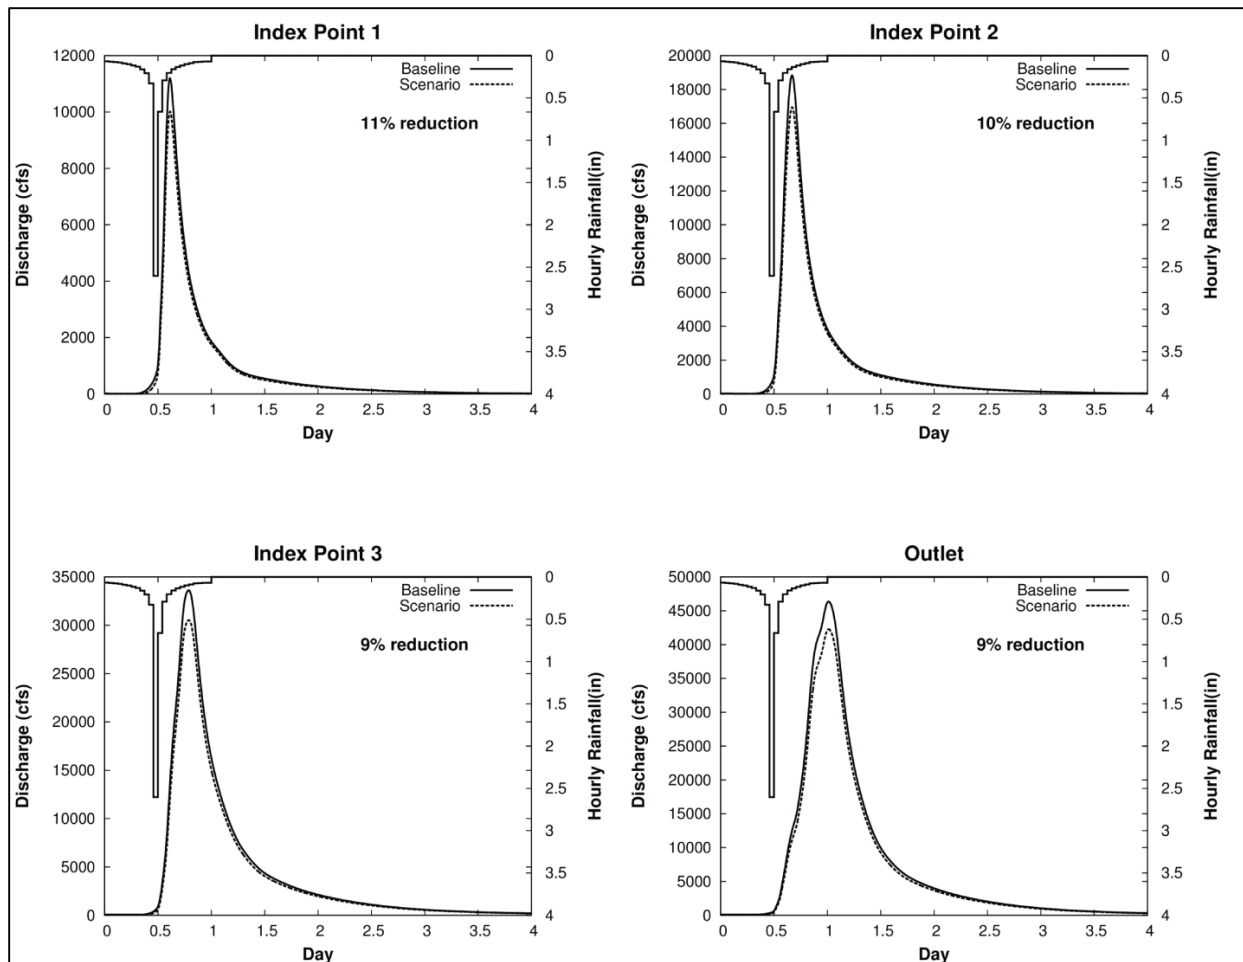 Index Point 1
12000
10000
8000
6000
4000
2000
0
Discharge (cfs)
0
0.5
1
1.5
2
2.5
3
3.5
4
Hourly Rainfall(in)
Baseline
Scenario
11% reduction
0 0.5 1 1.5 2 2.5 3 3.5 4
Day
Index Point 2
20000
18000
16000
14000
12000
10000
8000
6000
4000
2000
0
Discharge (cfs)
0
0.5
1
1.5
2
2.5
3
3.5
4
Hourly Rainfall(in)
Baseline
Scenario
10% reduction
0 0.5 1 1.5 2 2.5 3 3.5 4
Day
Index Point 3
35000
30000
25000
20000
15000
10000
5000
0
Discharge (cfs)
0
0.5
1
1.5
2
2.5
3
3.5
4
Hourly Rainfall(in)
Baseline
Scenario
9% reduction
0 0.5 1 1.5 2 2.5 3 3.5 4
Day
Outlet
50000
45000
40000
35000
30000
25000
20000
15000
10000
5000
0
Discharge (cfs)
0
0.5
1
1.5
2
2.5
3
3.5
4
Hourly Rainfall(in)
Baseline
Scenario
9% reduction
0 0.5 1 1.5 2 2.5 3 3.5 4
Day